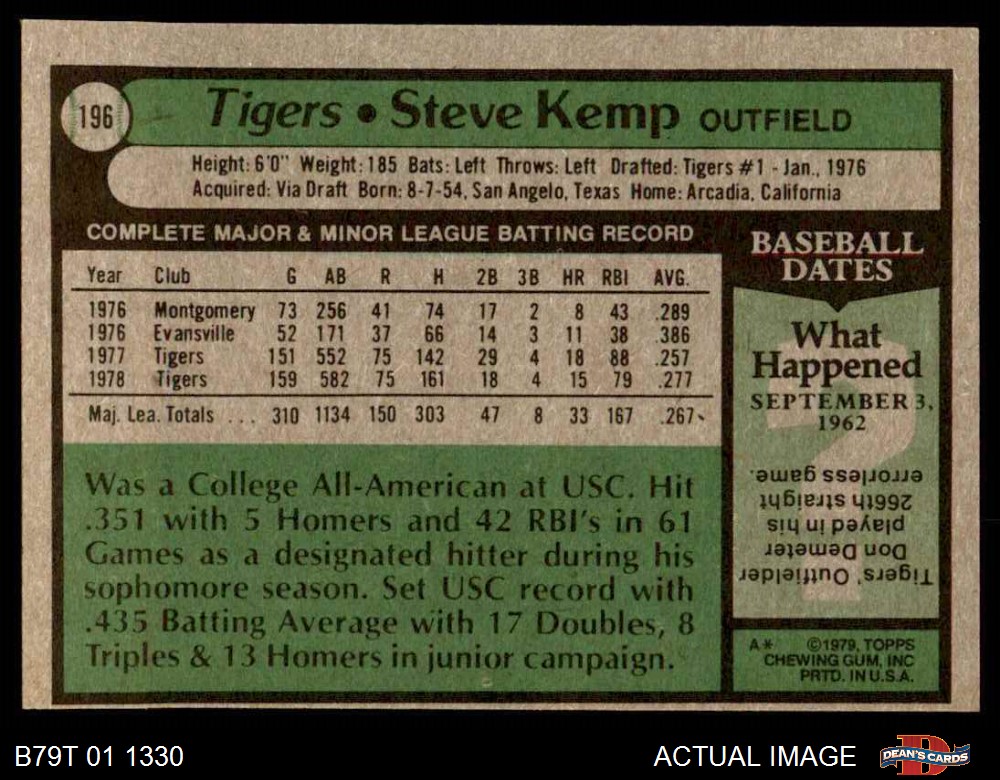 196
Tigers • Steve Kemp OUTFIELD
Height: 6'0" Weight: 185 Bats: Left Throws: Left Drafted: Tigers #1 - Jan., 1976
Acquired: Via Draft Born: 8-7-54, San Angelo, Texas Home: Arcadia, California
COMPLETE MAJOR & MINOR LEAGUE BATTING RECORD
Year Club G AB R H 2B 3B HR RBI AVG.
1976 Montgomery 73 256 41 74 17 2 8 43 .289
1976 Evansville 52 171 37 66 14 3 11 38 .386
1977 Tigers 151 552 75 142 29 4 18 88 .257
1978 Tigers 159 582 75 161 18 4 15 79 .277
Maj. Lea. Totals ... 310 1134 150 303 47 8 33 167 .267
Was a College All-American at USC. Hit
.351 with 5 Homers and 42 RBI's in 61
Games as a designated hitter during his
sophomore season. Set USC record with
.435 Batting Average with 17 Doubles, 8
Triples & 13 Homers in junior campaign.
BASEBALL
DATES
What
Happened
SEPTEMBER 3,
1962
Tigers' Outfielder
Don Demeter
played in his
266th straight
errorless game.
A* ©1979, TOPPS
CHEWING GUM, INC
PRTD. IN U.S.A.
B79T 01 1330
ACTUAL IMAGE
DEAN'S CARDS